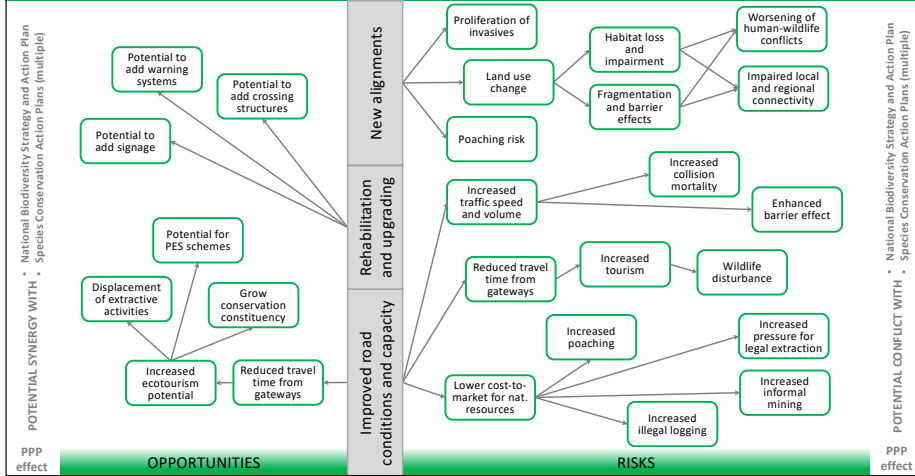 POTENTIAL SYNERGY WITH
• National Biodiversity Strategy and Action Plan
• Species Conservation Action Plans (multiple)
Potential to
add warning
systems
Potential to
add crossing
structures
Potential to
add signage
Potential for
PES schemes
Displacement
of extractive
activities
Grow
conservation
constituency
Increased
ecotourism
potential
Reduced travel
time from
gateways
New alignments
Rehabilitation
and upgrading
Improved road
conditions and capacity
Proliferation of
invasives
Land use
change
Poaching risk
Habitat loss
and
impairment
Fragmentation
and barrier
effects
Worsening of
human-wildlife
conflicts
Impaired local
and regional
connectivity
Increased
traffic speed
and volume
Increased
collision
mortality
Enhanced
barrier effect
Reduced travel
time from
gateways
Increased
tourism
Wildlife
disturbance
Lower cost-to-
market for nat.
resources
Increased
poaching
Increased
pressure for
legal extraction
Increased
informal
mining
Increased
illegal logging
POTENTIAL CONFLICT WITH
• National Biodiversity Strategy and Action Plan
• Species Conservation Action Plans (multiple)
PPP
effect
OPPORTUNITIES
RISKS
PPP
effect